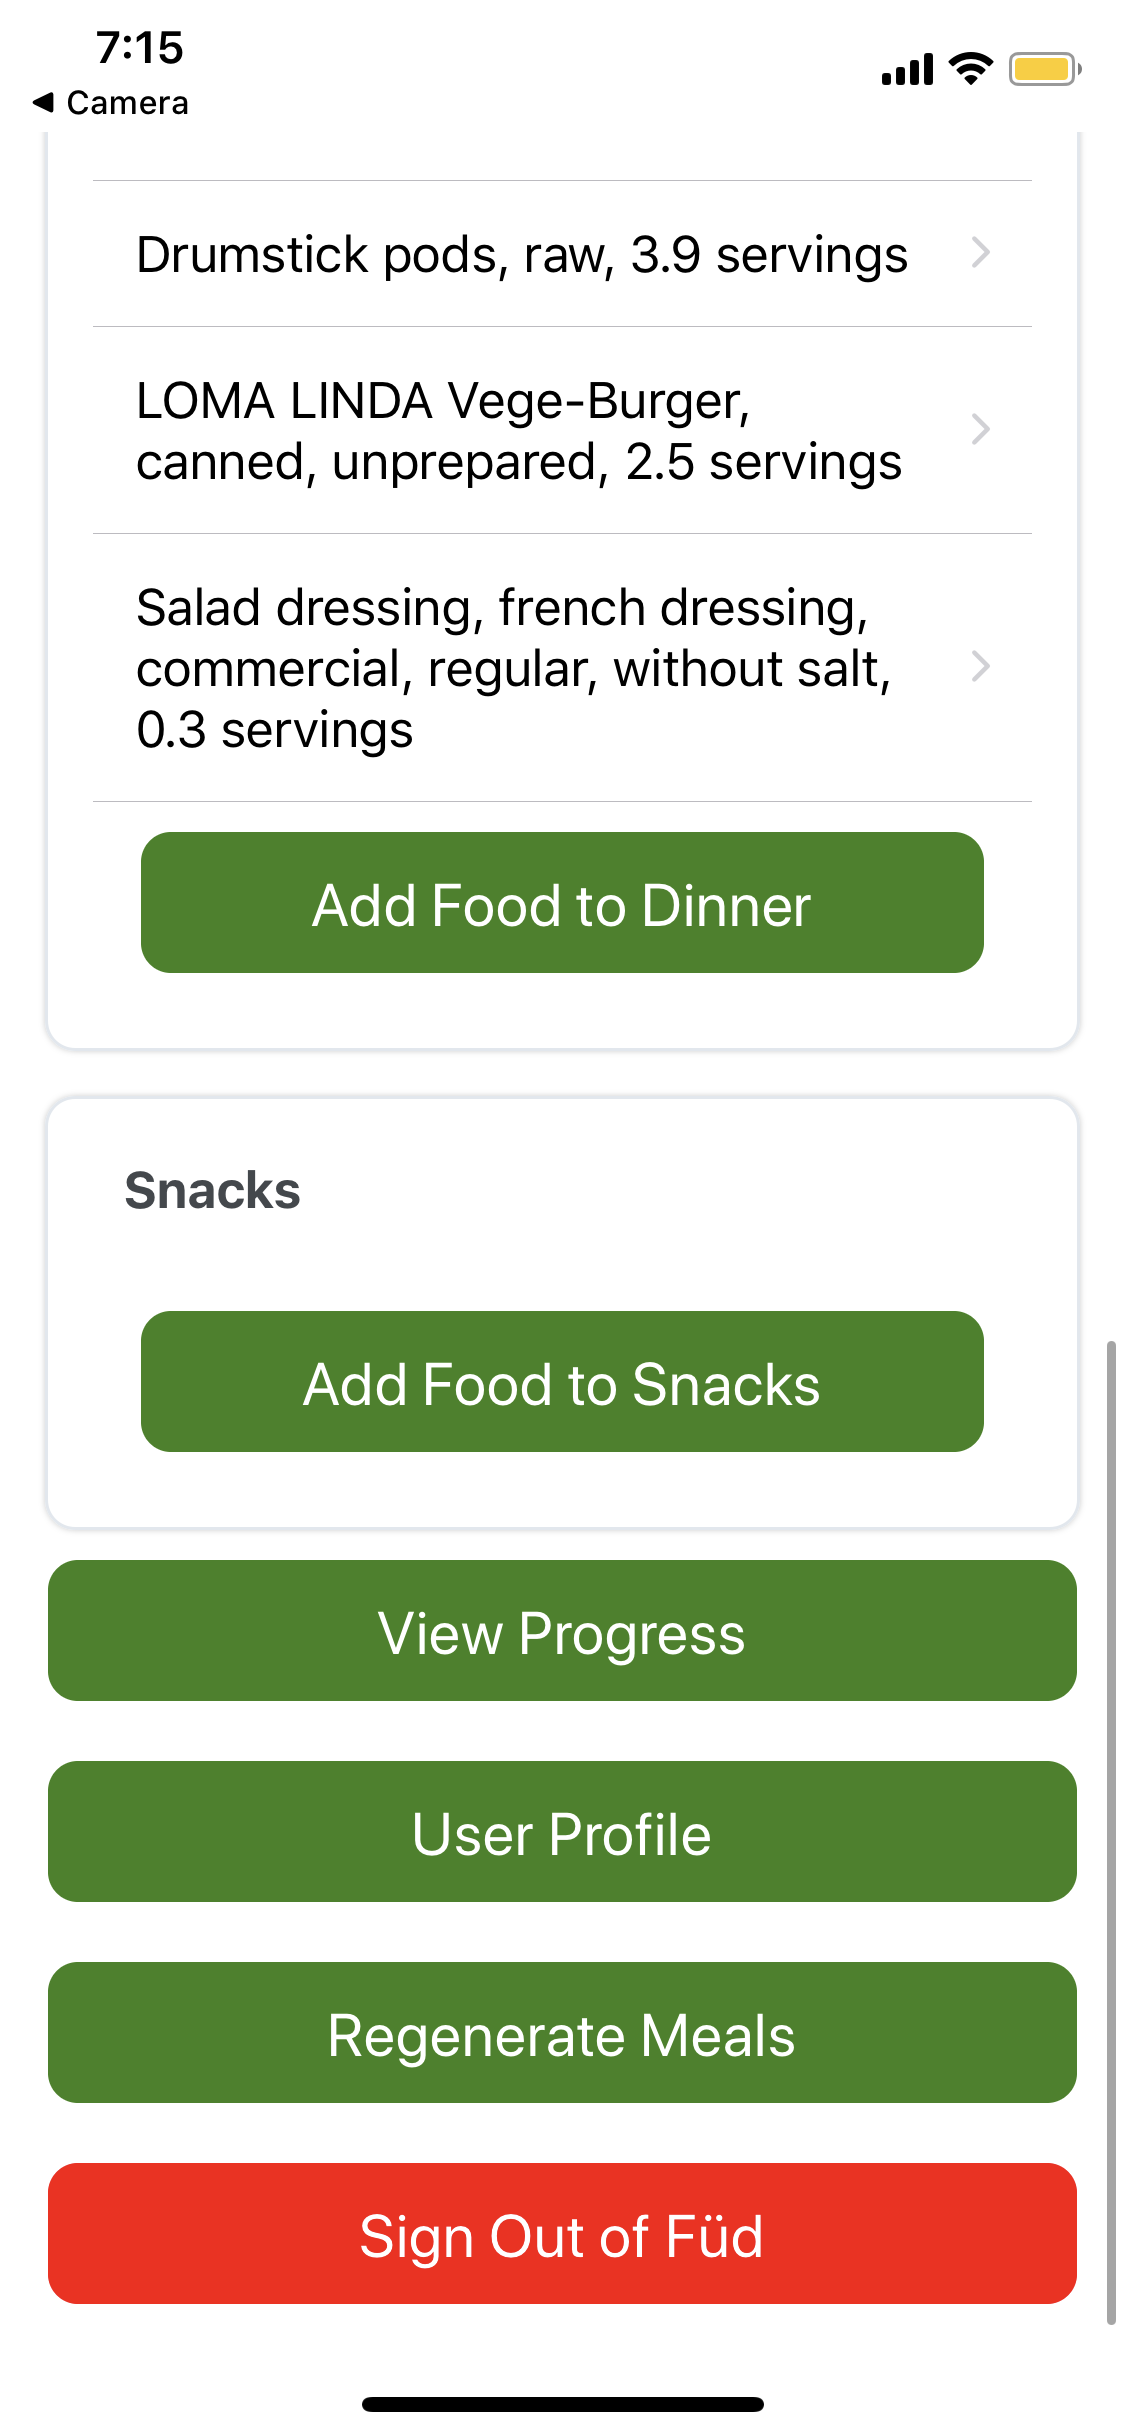 7:15
Camera
Drumstick pods, raw, 3.9 servings
LOMA LINDA Vege-Burger,
canned, unprepared, 2.5 servings
Salad dressing, french dressing,
commercial, regular, without salt,
0.3 servings
Add Food to Dinner
Snacks
Add Food to Snacks
View Progress
User Profile
Regenerate Meals
Sign Out of Füd